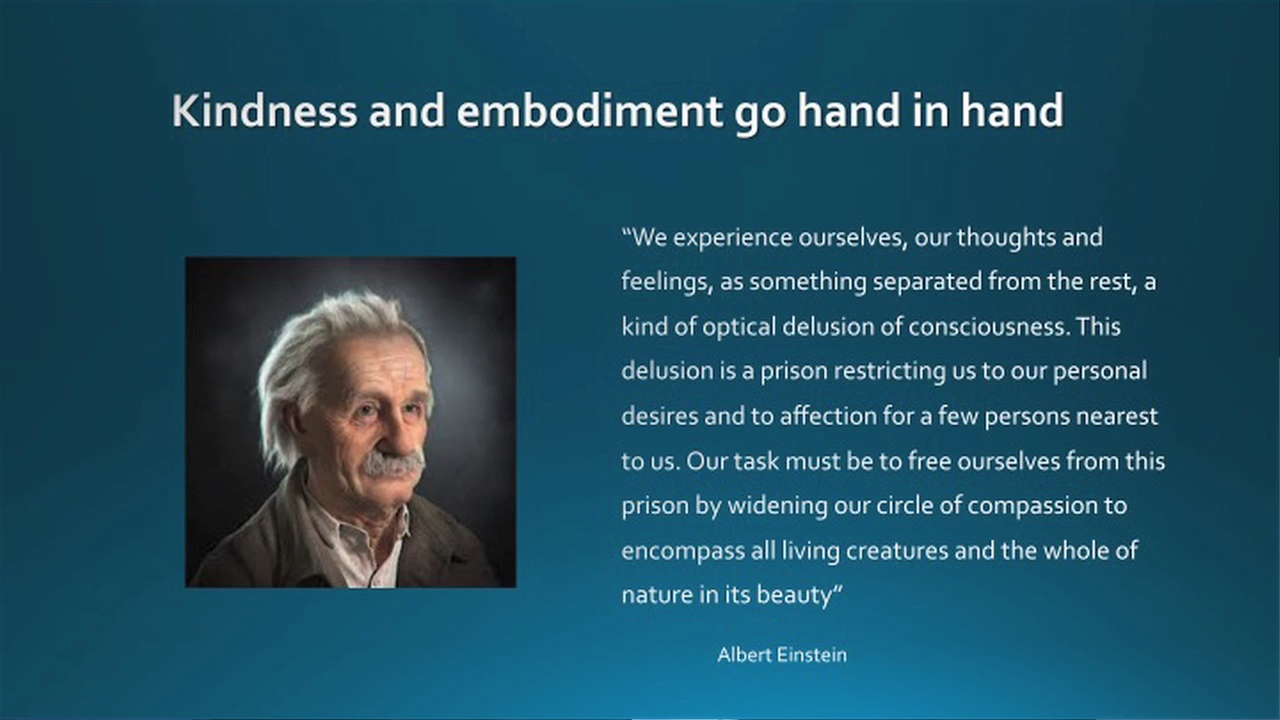 Kindness and embodiment go hand in hand
“We experience ourselves, our thoughts and
feelings, as something separated from the rest, a
kind of optical delusion of consciousness. This
delusion is a prison restricting us to our personal
desires and to affection for a few persons nearest
to us. Our task must be to free ourselves from this
prison by widening our circle of compassion to
encompass all living creatures and the whole of
nature in its beauty”
Albert Einstein